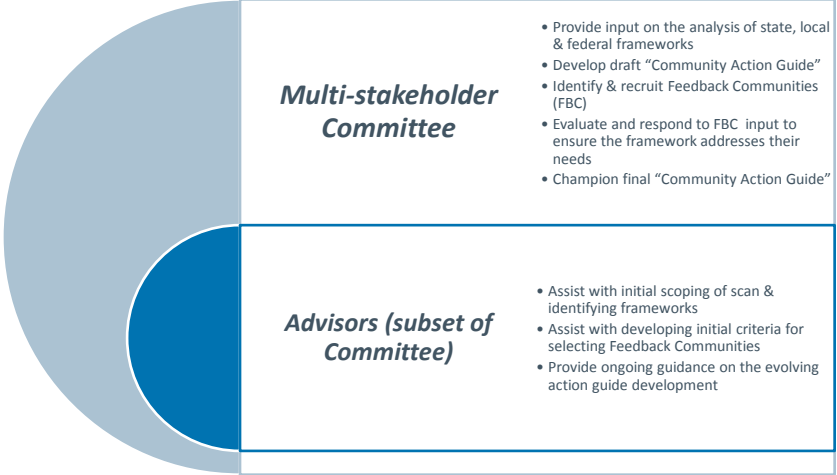 Multi-stakeholder
Committee
• Provide input on the analysis of state, local
& federal frameworks
• Develop draft “Community Action Guide”
• Identify & recruit Feedback Communities
(FBC)
• Evaluate and respond to FBC  input to
ensure the framework addresses their
needs
• Champion final “Community Action Guide”
Advisors (subset of
Committee)
• Assist with initial scoping of scan &
identifying frameworks
• Assist with developing initial criteria for
selecting Feedback Communities
• Provide ongoing guidance on the evolving
action guide development